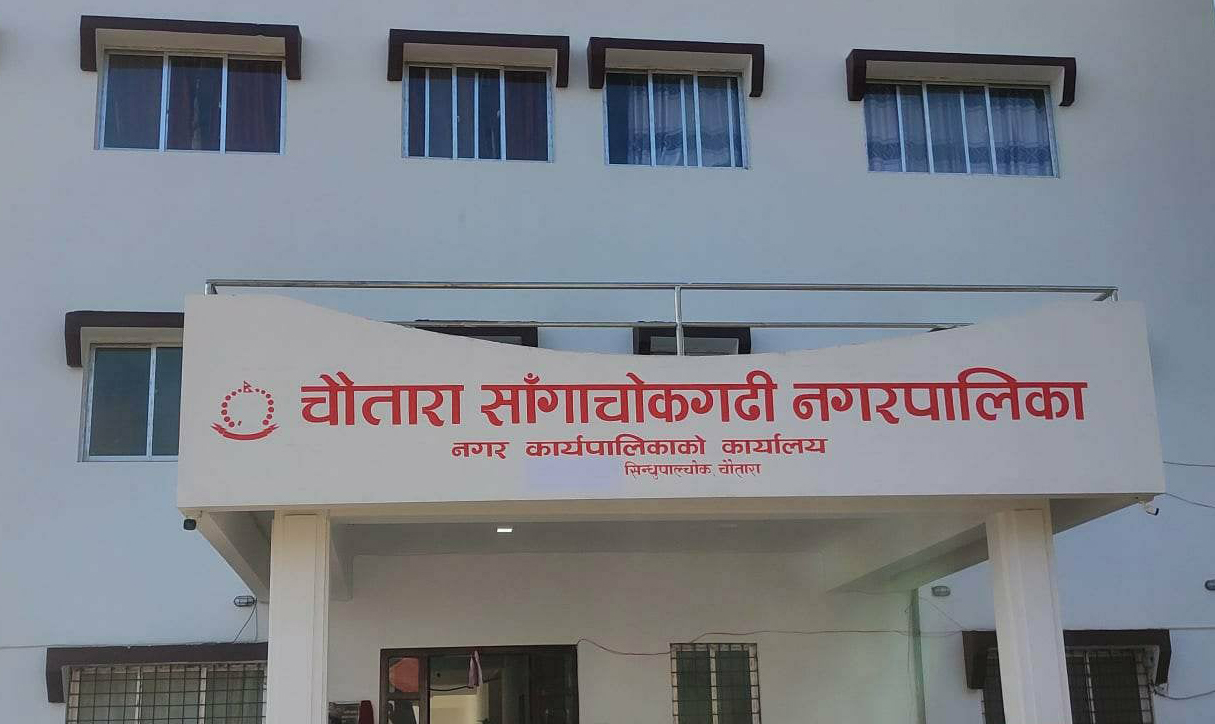 चौतारा साँगाचोकगढी नगरपालिका
नगर कार्यपालिकाको कार्यालय
सिन्धुपाल्चोक, चौतारा